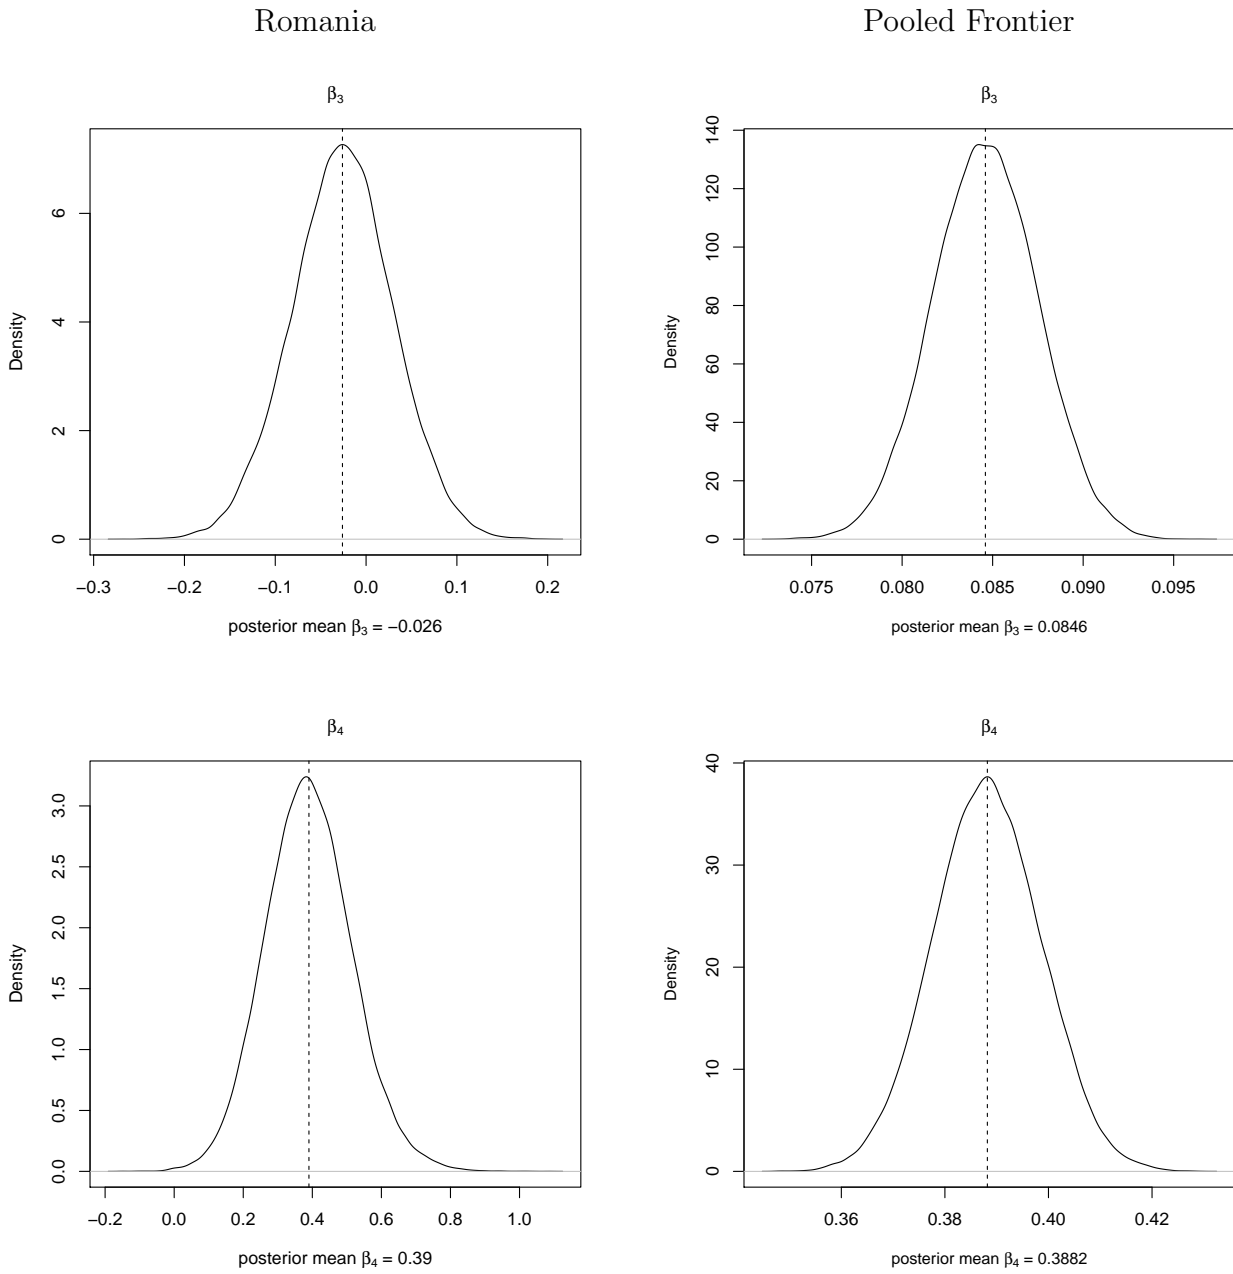 Romania
Pooled Frontier
β3
Density
0
2
4
6
−0.3 −0.2 −0.1 0.0 0.1 0.2
posterior mean β3 = −0.026
β3
Density
0
20
40
60
80
100
120
140
0.075 0.080 0.085 0.090 0.095
posterior mean β3 = 0.0846
β4
Density
0.0
0.5
1.0
1.5
2.0
2.5
3.0
−0.2 0.0 0.2 0.4 0.6 0.8 1.0
posterior mean β4 = 0.39
β4
Density
0
10
20
30
40
0.36 0.38 0.40 0.42
posterior mean β4 = 0.3882